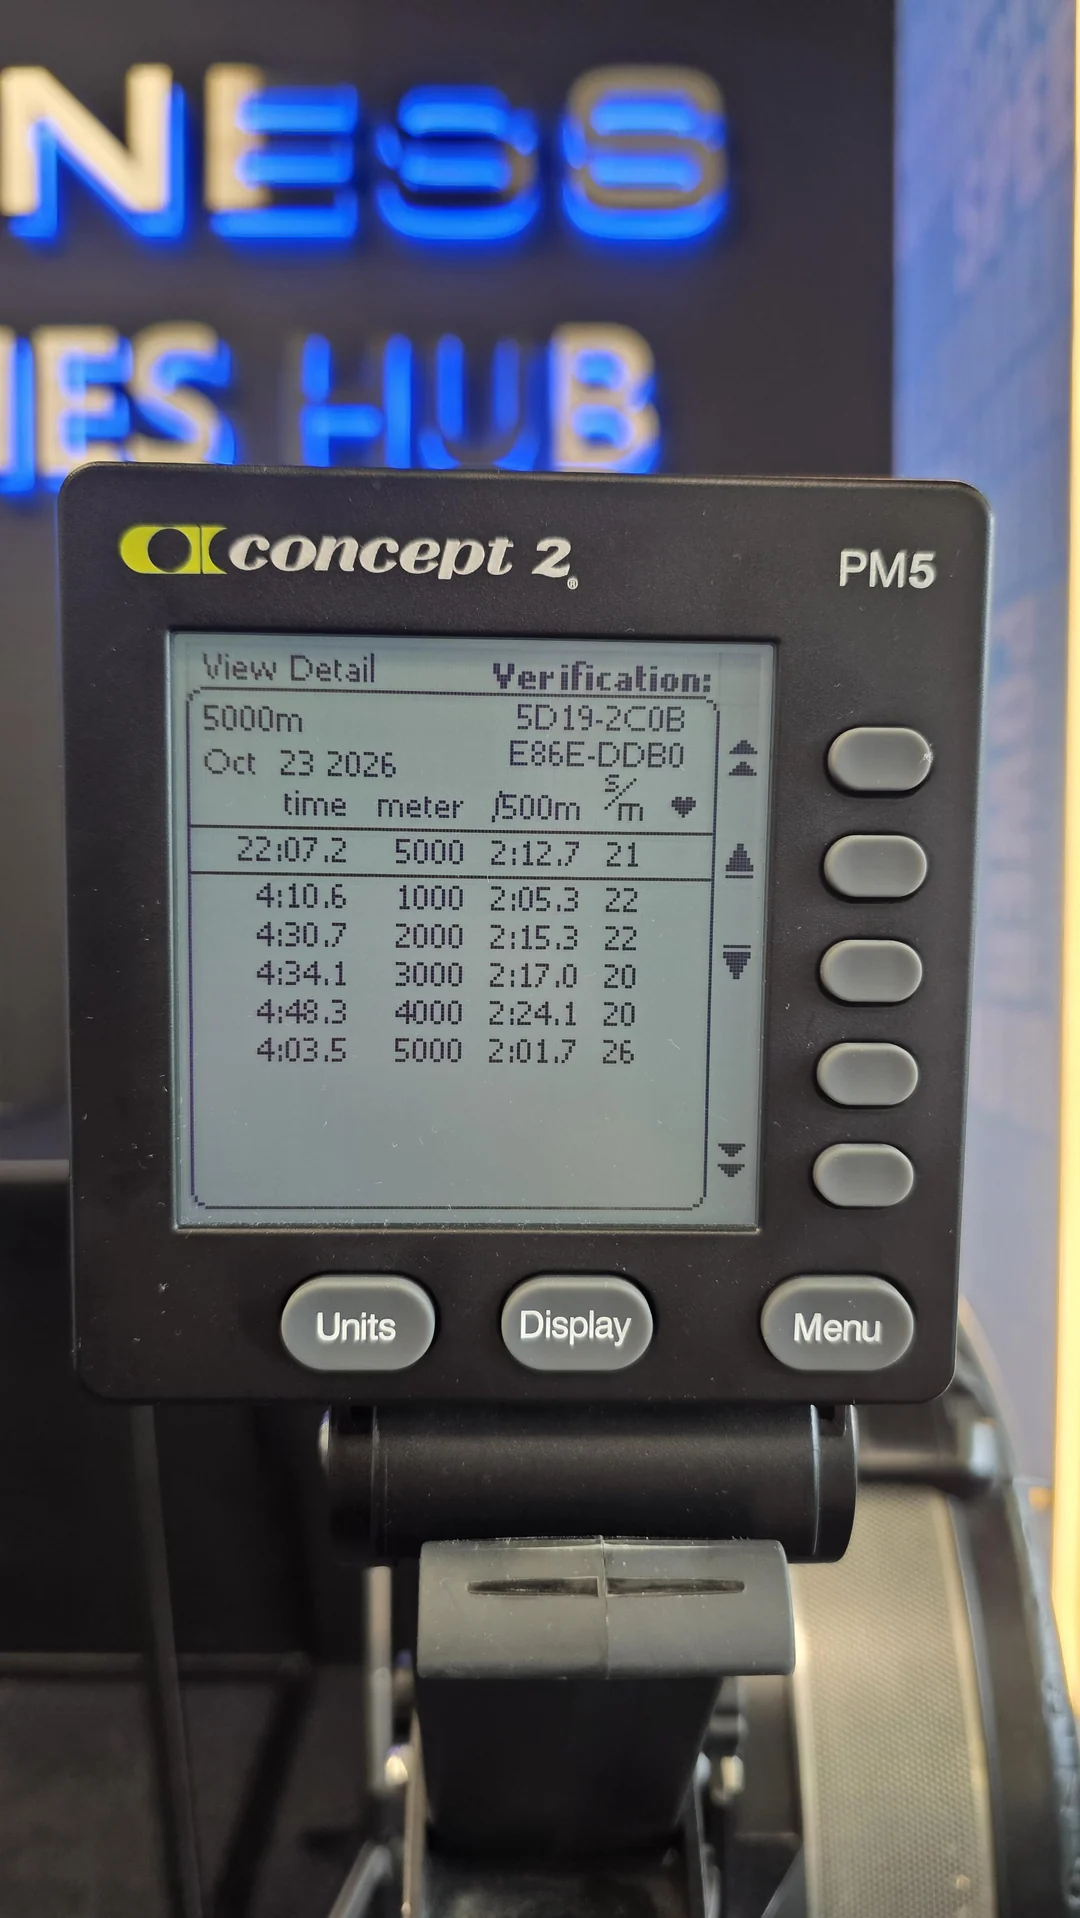 NESS
IES HUB
concept 2®
PM5
View Detail
Verification:
5000m
5D19-2C0B
Oct 23 2026
E86E-DDB0
time meter /500m s/m ♥
22:07.2 5000 2:12.7 21
4:10.6 1000 2:05.3 22
4:30.7 2000 2:15.3 22
4:34.1 3000 2:17.0 20
4:48.3 4000 2:24.1 20
4:03.5 5000 2:01.7 26
Units
Display
Menu